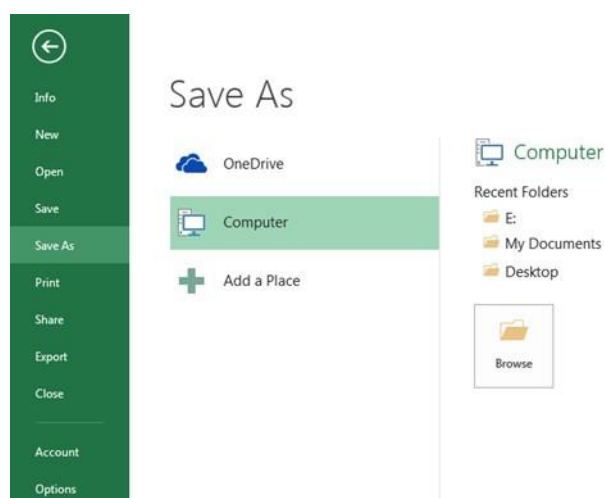 Info
New
Open
Save
Save As
Print
Share
Export
Close
Account
Options
Save As
OneDrive
Computer
Add a Place
Computer
Recent Folders
E:
My Documents
Desktop
Browse